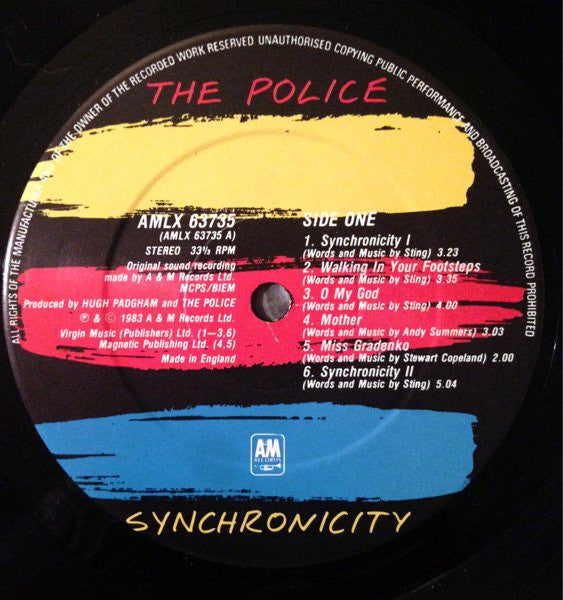 ALL RIGHTS OF THE MANUFACTURER AND OF THE OWNER OF THE RECORDED WORK RESERVED UNAUTHORISED COPYING PUBLIC PERFORMANCE AND BROADCASTING OF THIS RECORD PROHIBITED
THE POLICE
AMLX 63735
(AMLX 63735 A)
STEREO 33⅓ RPM
Original sound recording
made by A & M Records Ltd.
MCPS/BIEM
Produced by HUGH PADGHAM and THE POLICE
℗ & © 1983 A & M Records Ltd.
Virgin Music (Publishers) Ltd. (1—3,6)
Magnetic Publishing Ltd. (4,5)
Made in England
SIDE ONE
1. Synchronicity I
(Words and Music by Sting) 3.23
2. Walking In Your Footsteps
(Words and Music by Sting) 3.35
3. O My God
(Words and Music by Sting) 4.00
4. Mother
(Words and Music by Andy Summers) 3.03
5. Miss Gradenko
(Words and Music by Stewart Copeland) 2.00
6. Synchronicity II
(Words and Music by Sting) 5.04
AM
RECORDS
SYNCHRONICITY